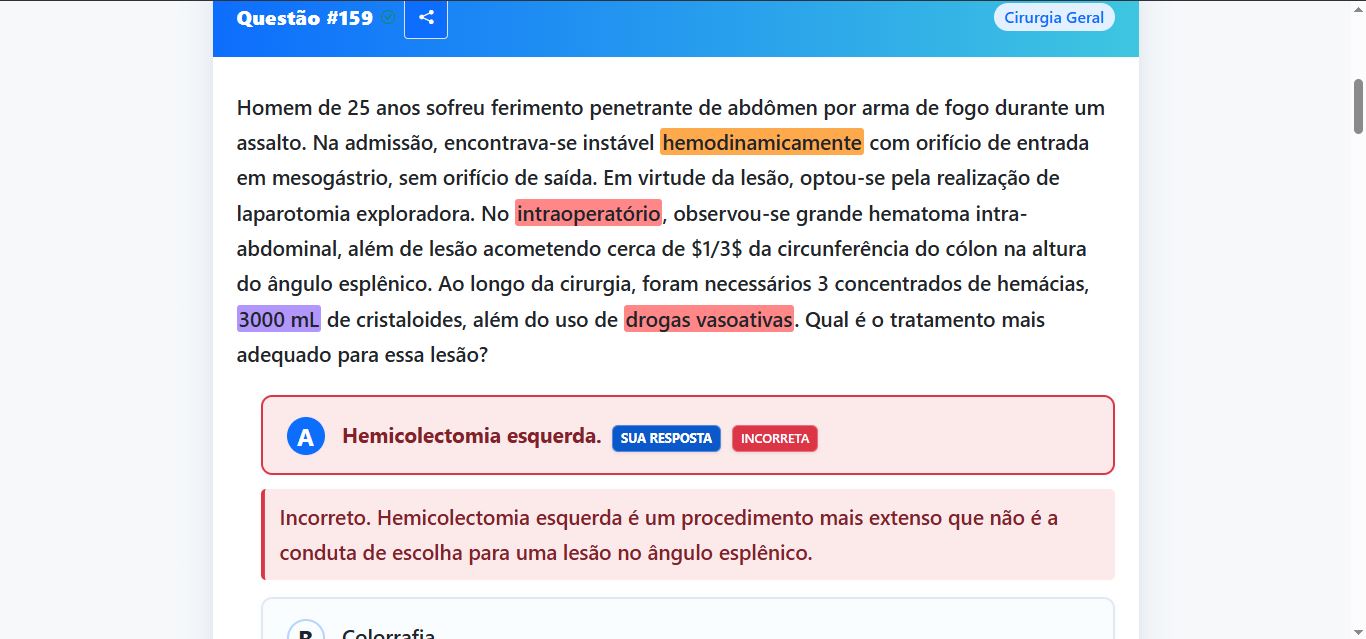 Questão #159
Cirurgia Geral
Homem de 25 anos sofreu ferimento penetrante de abdômen por arma de fogo durante um
assalto. Na admissão, encontrava-se instável hemodinamicamente com orifício de entrada
em mesogástrio, sem orifício de saída. Em virtude da lesão, optou-se pela realização de
laparotomia exploradora. No intraoperatório, observou-se grande hematoma intra-
abdominal, além de lesão acometendo cerca de $1/3$ da circunferência do cólon na altura
do ângulo esplênico. Ao longo da cirurgia, foram necessários 3 concentrados de hemácias,
3000 mL de cristaloides, além do uso de drogas vasoativas. Qual é o tratamento mais
adequado para essa lesão?
A Hemicolectomia esquerda. SUA RESPOSTA INCORRETA
Incorreto. Hemicolectomia esquerda é um procedimento mais extenso que não é a
conduta de escolha para uma lesão no ângulo esplênico.
B Colorrafia